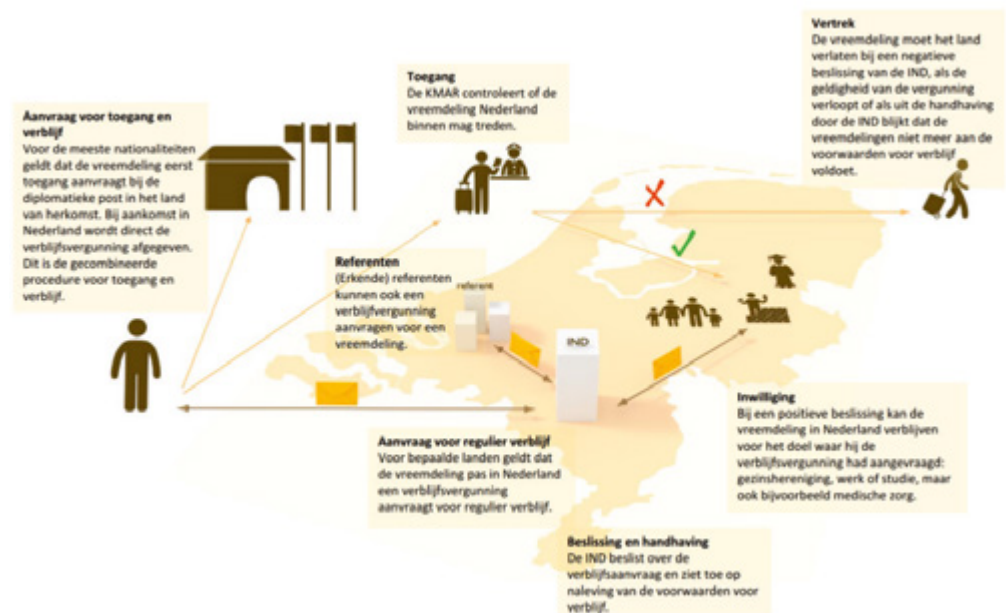 Aanvraag voor toegang en
verblijf
Voor de meeste nationaliteiten
geldt dat de vreemdeling eerst
toegang aanvraagt bij de
diplomatieke post in het land
van herkomst. Bij aankomst in
Nederland wordt direct de
verblijfsvergunning afgegeven.
Dit is de gecombineerde
procedure voor toegang en
verblijf.
Toegang
De KMAR controleert of de
vreemdeling Nederland
binnen mag treden.
Vertrek
De vreemdeling moet het land
verlaten bij een negatieve
beslissing van de IND, als de
geldigheid van de vergunning
verloopt of als uit de handhaving
door de IND blijkt dat de
vreemdelingen niet meer aan de
voorwaarden voor verblijf
voldoet.
Referenten
(Erkende) referenten
kunnen ook een
verblijfvergunning
aanvragen voor een
vreemdeling.
referent
IND
Aanvraag voor regulier verblijf
Voor bepaalde landen geldt dat
de vreemdeling pas in Nederland
een verblijfsvergunning
aanvraagt voor regulier verblijf.
Inwilliging
Bij een positieve beslissing kan de
vreemdeling in Nederland verblijven
voor het doel waar hij de
verblijfsvergunning had aangevraagd:
gezinshereniging, werk of studie, maar
ook bijvoorbeeld medische zorg.
Beslissing en handhaving
De IND beslist over de
verblijfsaanvraag en ziet toe op
naleving van de voorwaarden voor
verblijf.